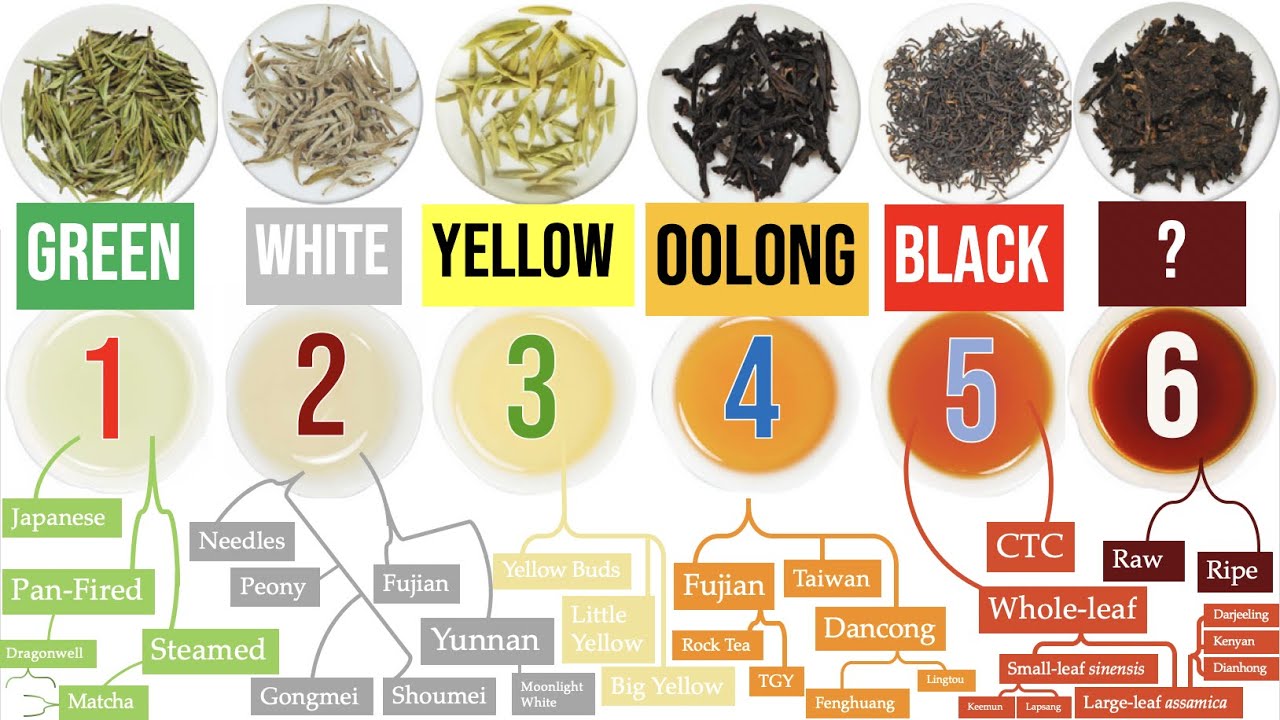 GREEN
WHITE
YELLOW
OOLONG
BLACK
?
1
2
3
4
5
6
Japanese
Pan-Fired
Dragonwell
Steamed
Matcha
Needles
Peony
Fujian
Yunnan
Gongmei
Shoumei
Moonlight
White
Yellow Buds
Little
Yellow
Big Yellow
Fujian
Taiwan
Rock Tea
TGY
Dancong
Fenghuang
Lingtou
CTC
Whole-leaf
Small-leaf sinensis
Keemun
Lapsang
Large-leaf assamica
Darjeeling
Kenyan
Dianhong
Raw
Ripe